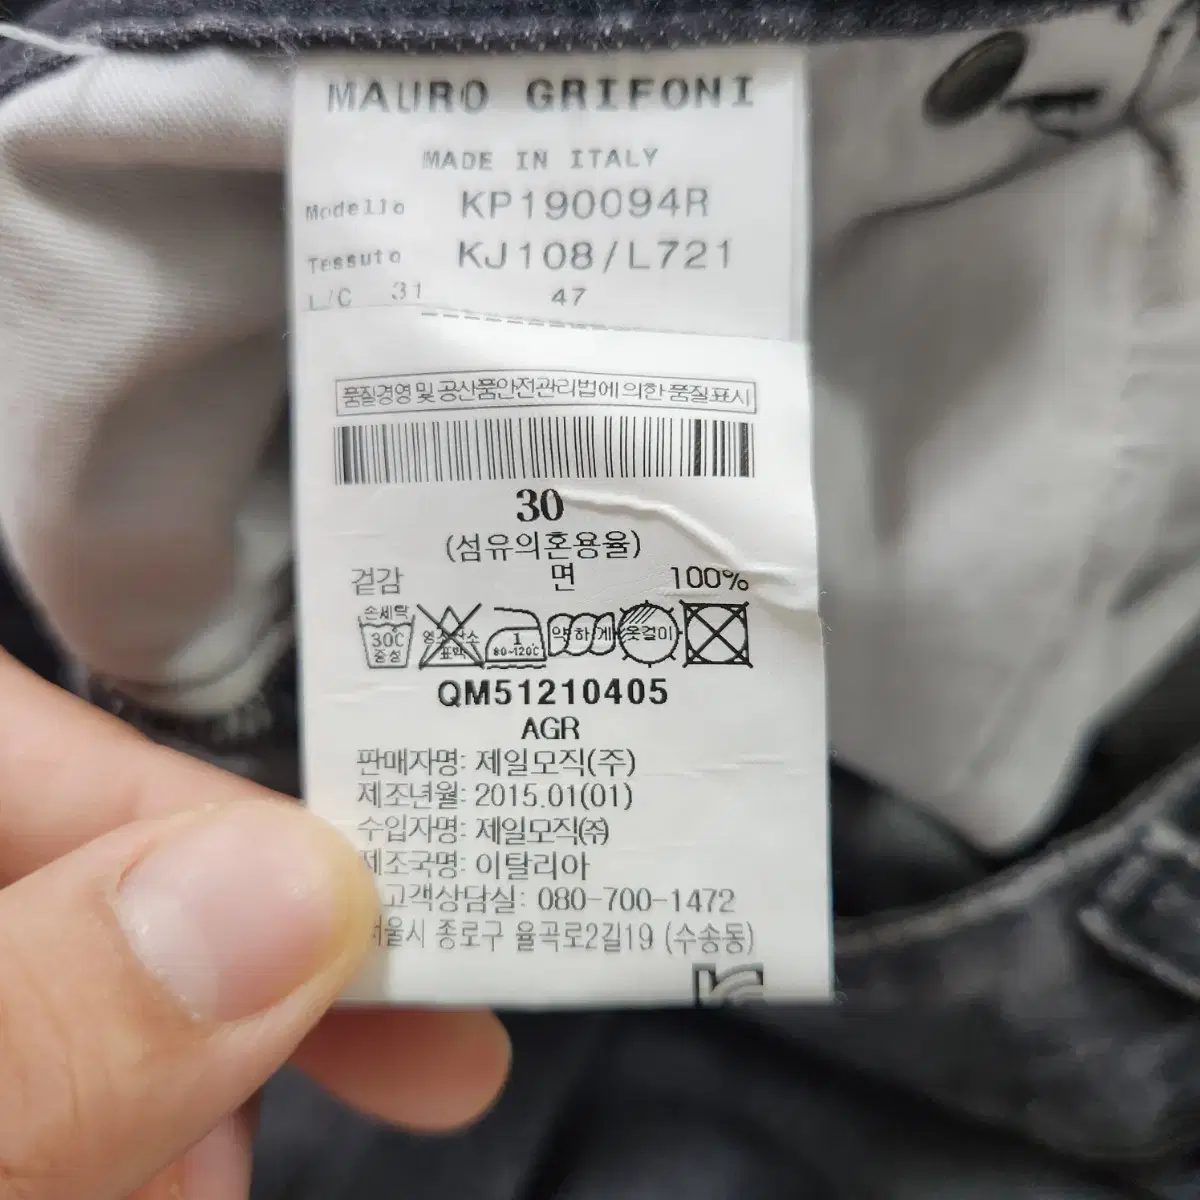 MAURO GRIFONI
MADE IN ITALY
Modello KP190094R
Tessuto KJ108/L721
L/C 31 47
품질경영 및 공산품안전관리법에 의한 품질표시
30
(섬유의혼용율)
겉감 면 100%
손세탁
30℃ 중성
염소산소 표백
1 80~120℃
약하게
옷걸이
QM51210405
AGR
판매자명: 제일모직(주)
제조년월: 2015.01(01)
수입자명: 제일모직㈜
제조국명: 이탈리아
고객상담실: 080-700-1472
서울시 종로구 율곡로2길19 (수송동)